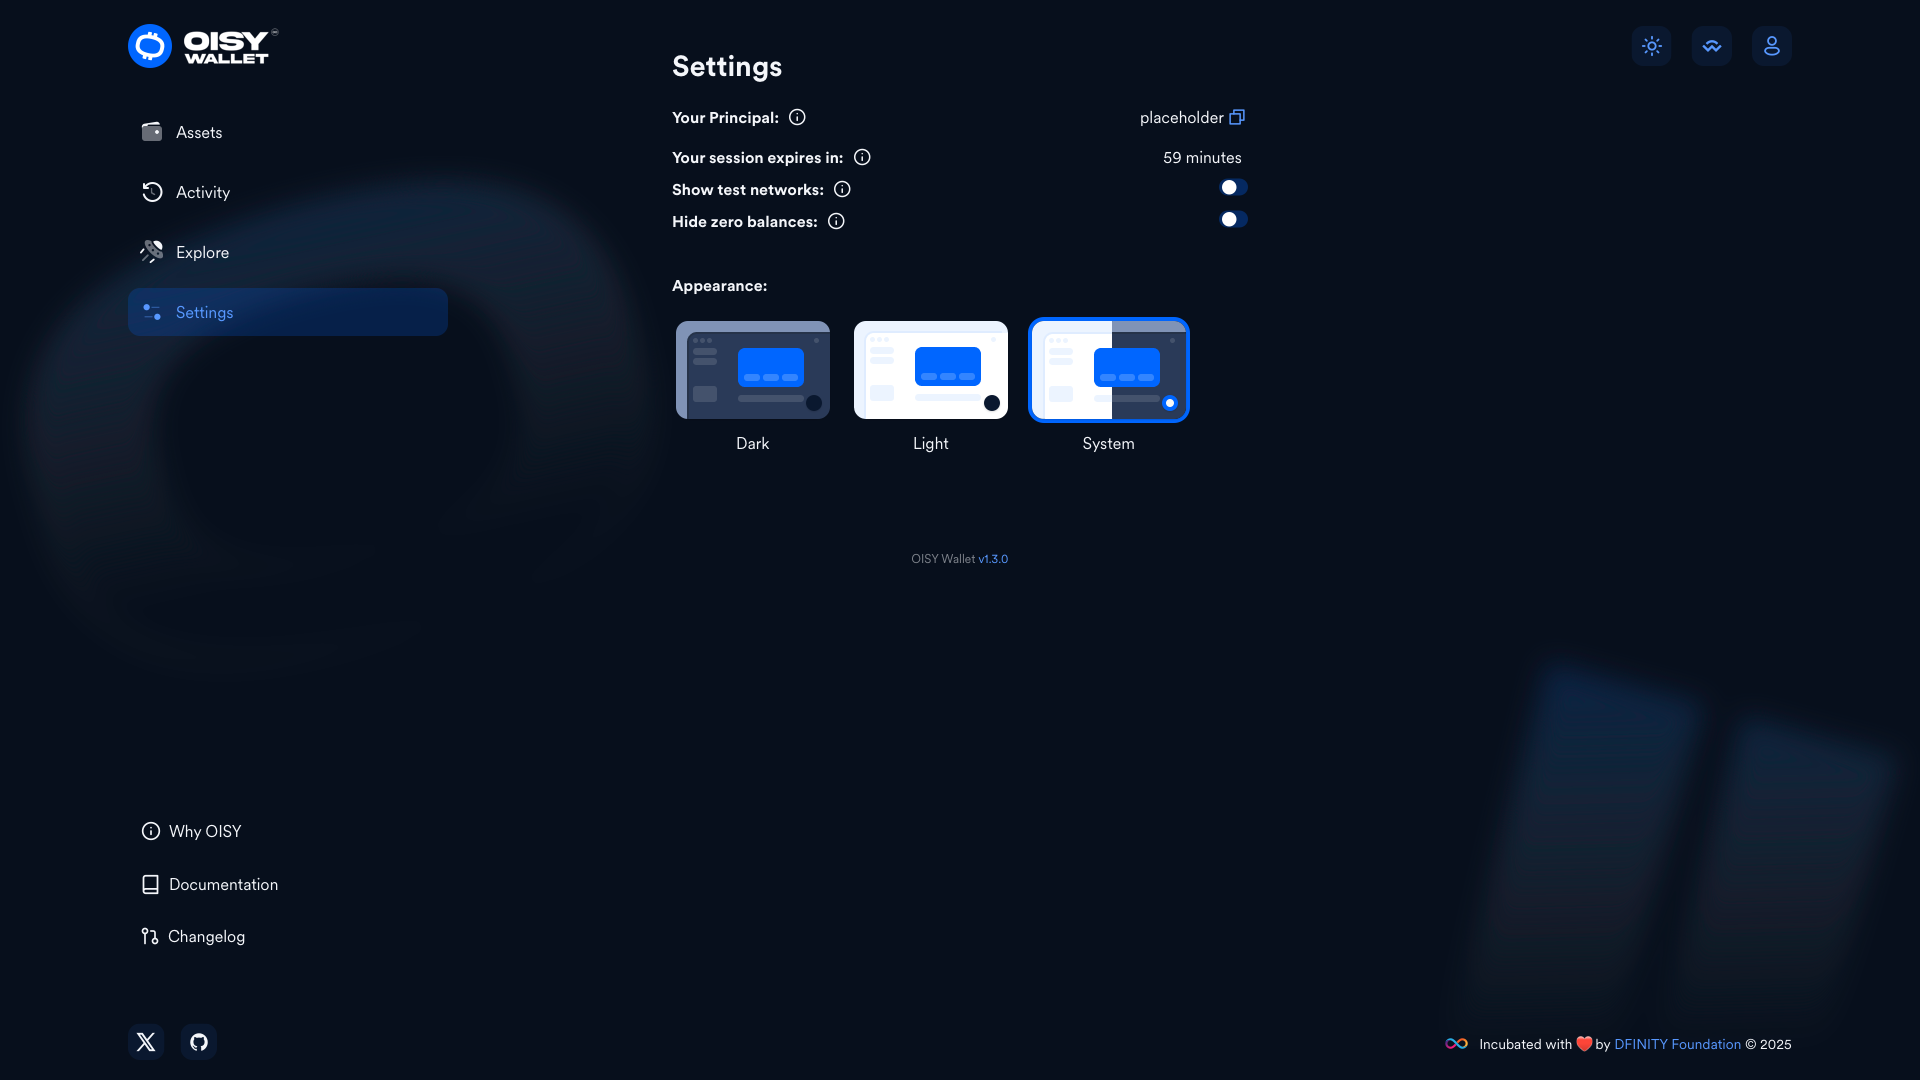 OISY
WALLET
Settings
Your Principal:
placeholder
Your session expires in:
59 minutes
Show test networks:
Hide zero balances:
Assets
Activity
Explore
Settings
Appearance:
Dark
Light
System
OISY Wallet v1.3.0
Why OISY
Documentation
Changelog
Incubated with ❤️ by DFINITY Foundation © 2025